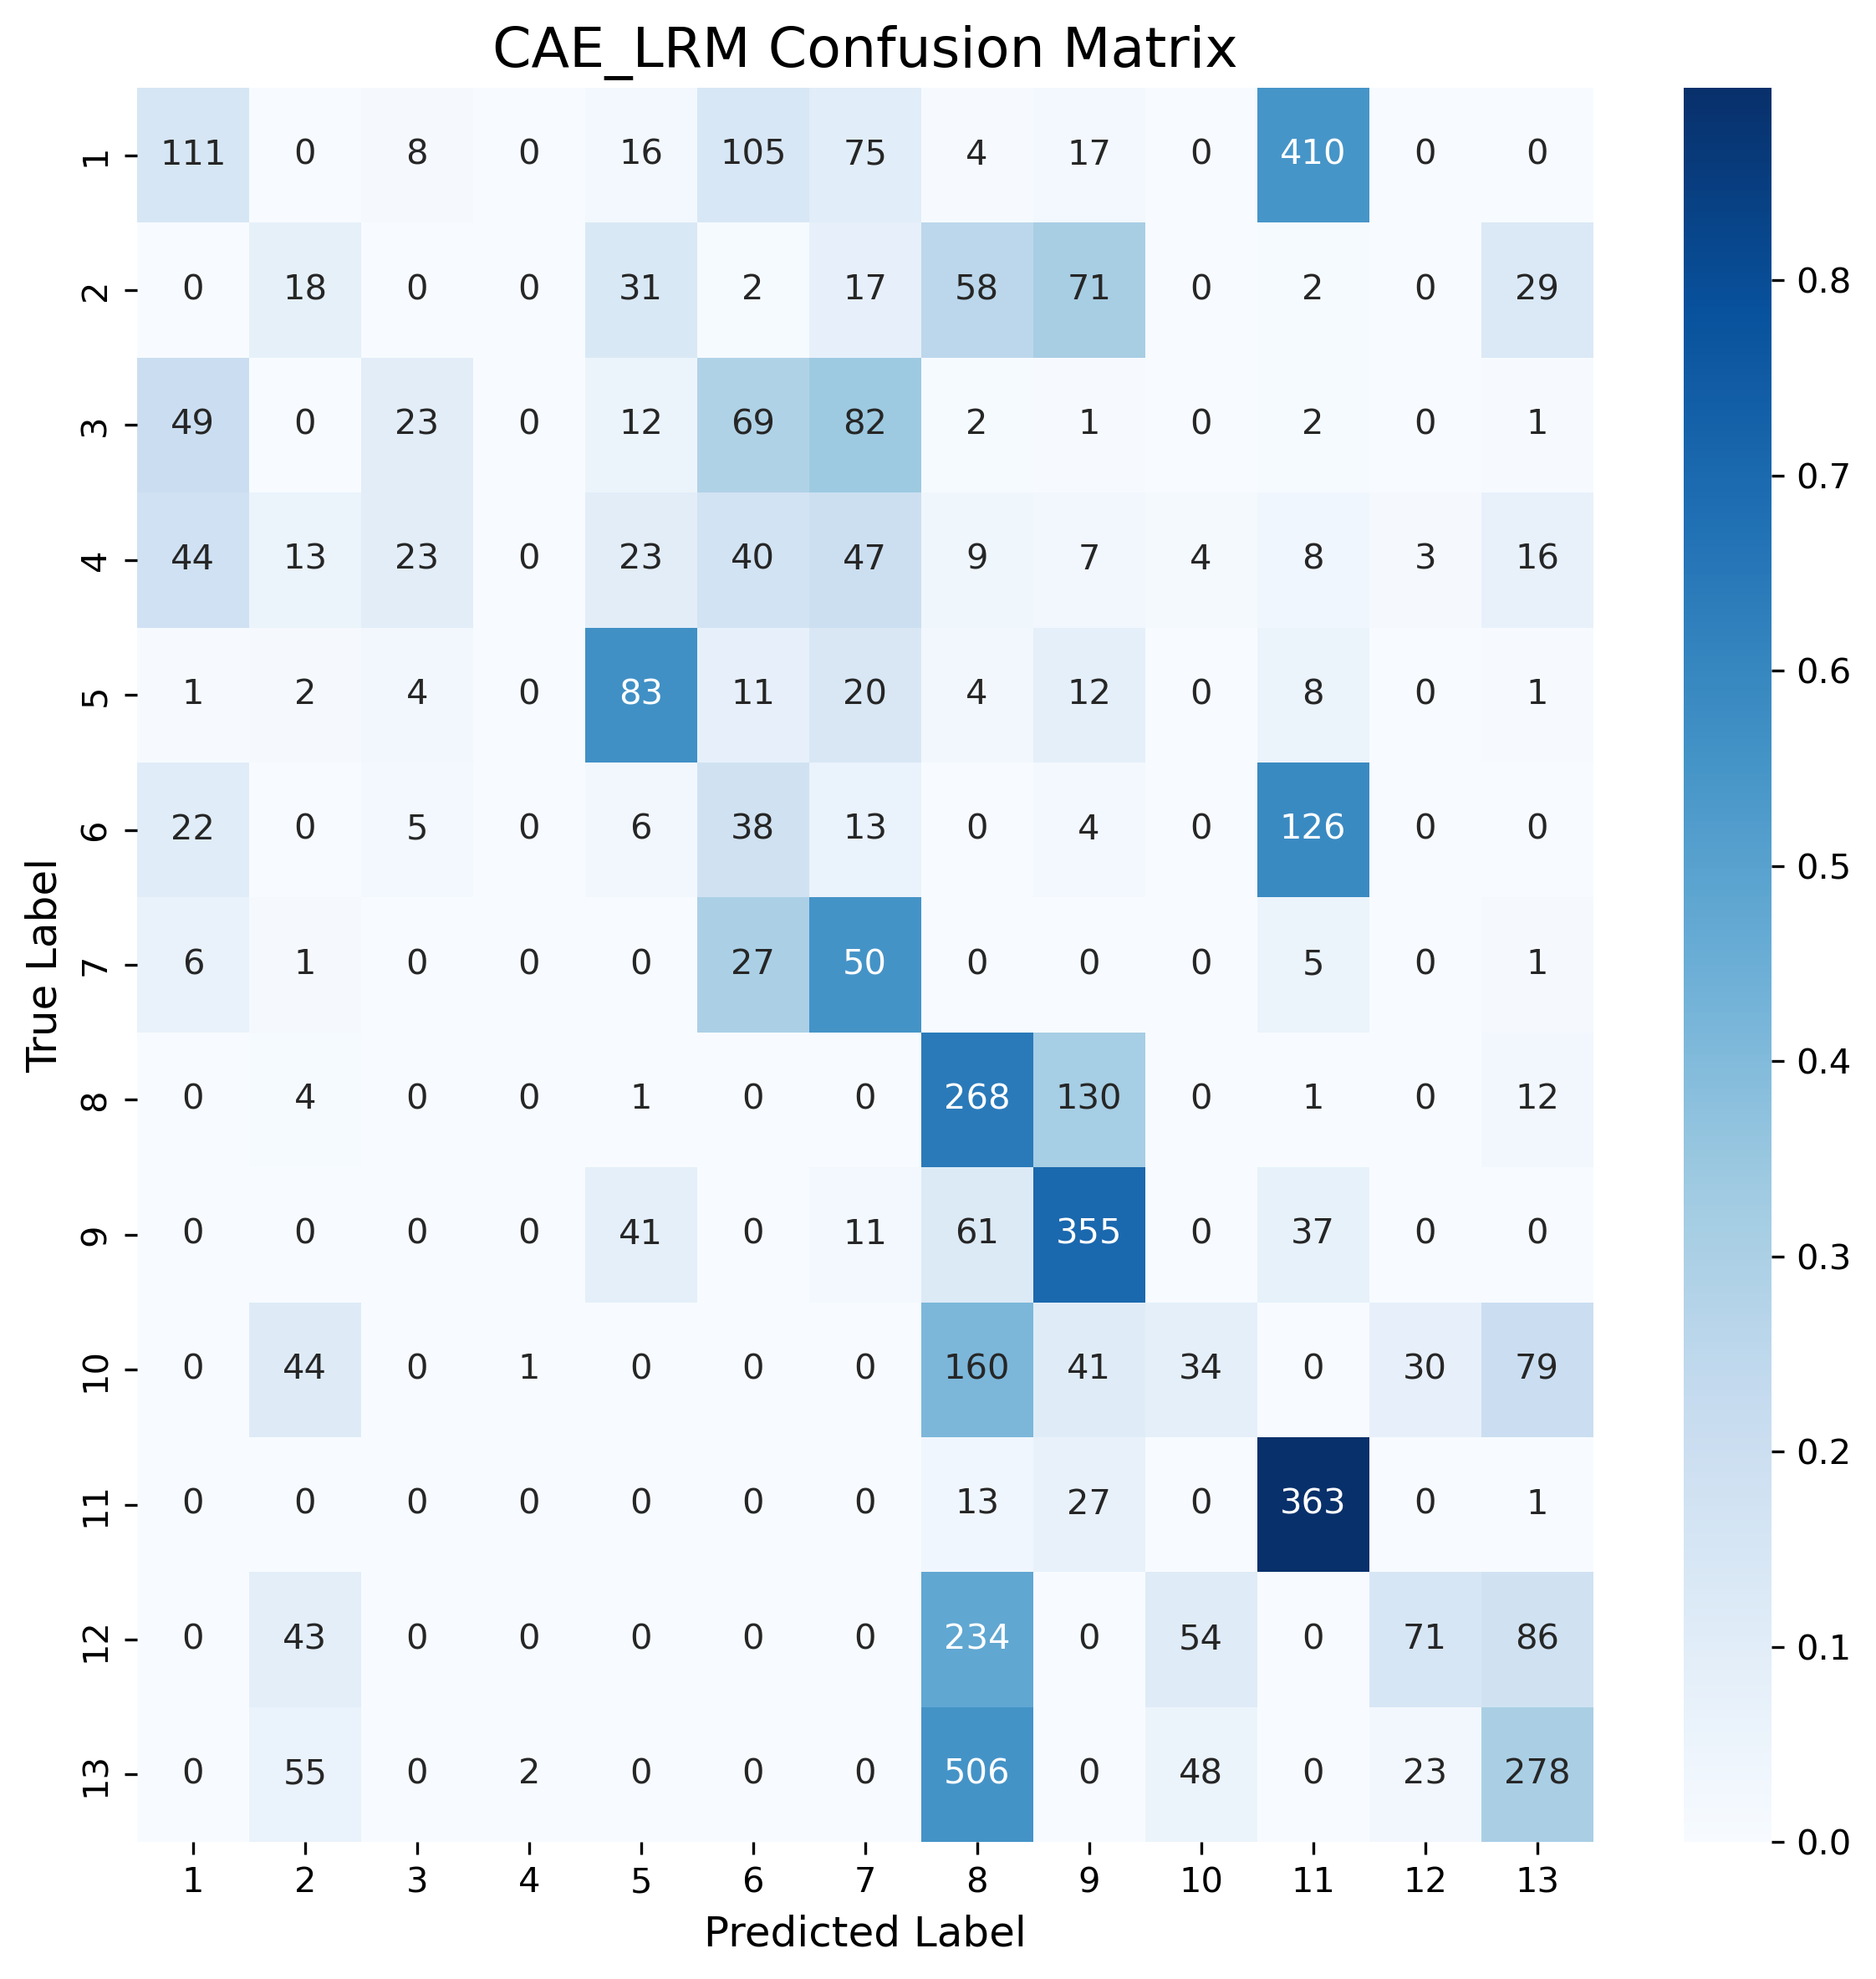 CAE_LRM Confusion Matrix
1 111 0 8 0 16 105 75 4 17 0 410 0 0
2 0 18 0 0 31 2 17 58 71 0 2 0 29
3 49 0 23 0 12 69 82 2 1 0 2 0 1
4 44 13 23 0 23 40 47 9 7 4 8 3 16
5 1 2 4 0 83 11 20 4 12 0 8 0 1
6 22 0 5 0 6 38 13 0 4 0 126 0 0
7 6 1 0 0 0 27 50 0 0 0 5 0 1
8 0 4 0 0 1 0 0 268 130 0 1 0 12
9 0 0 0 0 41 0 11 61 355 0 37 0 0
10 0 44 0 1 0 0 0 160 41 34 0 30 79
11 0 0 0 0 0 0 0 13 27 0 363 0 1
12 0 43 0 0 0 0 0 234 0 54 0 71 86
13 0 55 0 2 0 0 0 506 0 48 0 23 278
1 2 3 4 5 6 7 8 9 10 11 12 13
Predicted Label
True Label
0.8
0.7
0.6
0.5
0.4
0.3
0.2
0.1
0.0